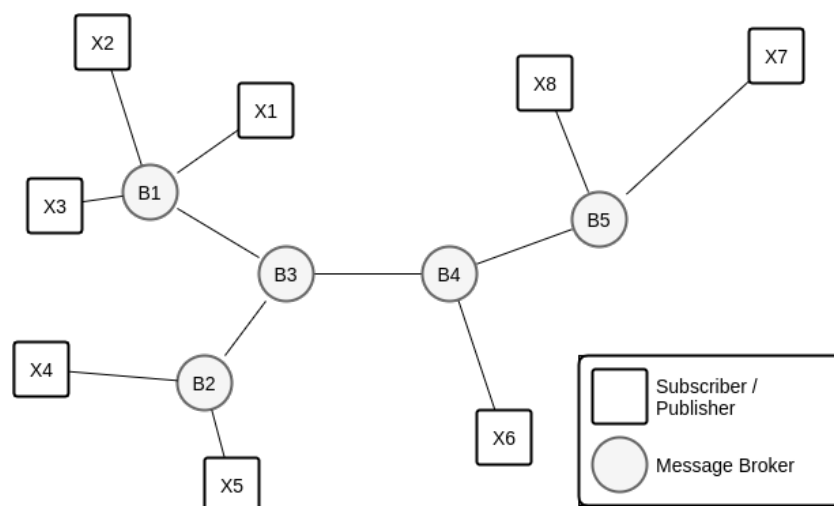 X2
X7
X8
X1
B1
X3
B5
B3
B4
X4
B2
Subscriber /
Publisher
X6
Message Broker
X5